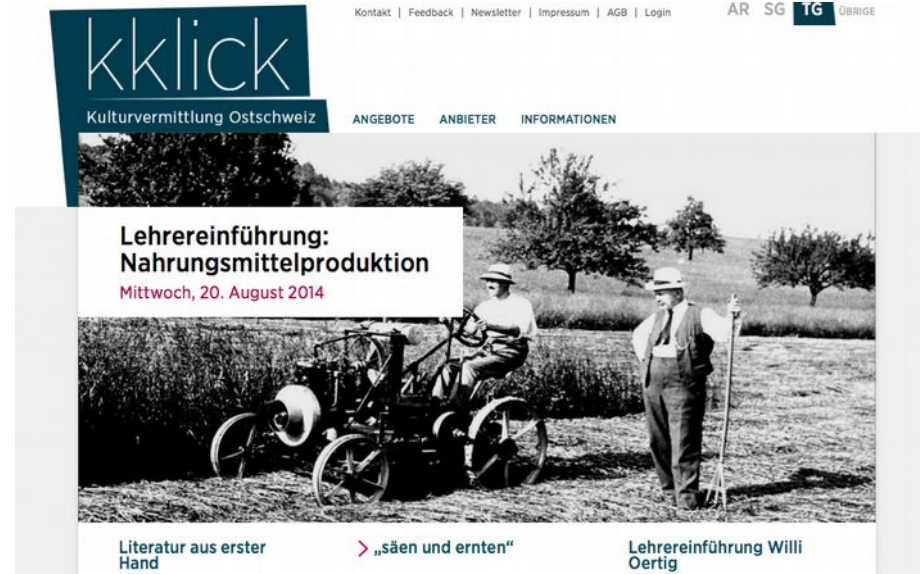 Kontakt | Feedback | Newsletter | Impressum | AGB | Login
AR SG TG ÜBRIGE
kklick
Kulturvermittlung Ostschweiz
ANGEBOTE ANBIETER INFORMATIONEN
Lehrereinführung:
Nahrungsmittelproduktion
Mittwoch, 20. August 2014
Literatur aus erster
Hand
> „säen und ernten“
Lehrereinführung Willi
Oertig